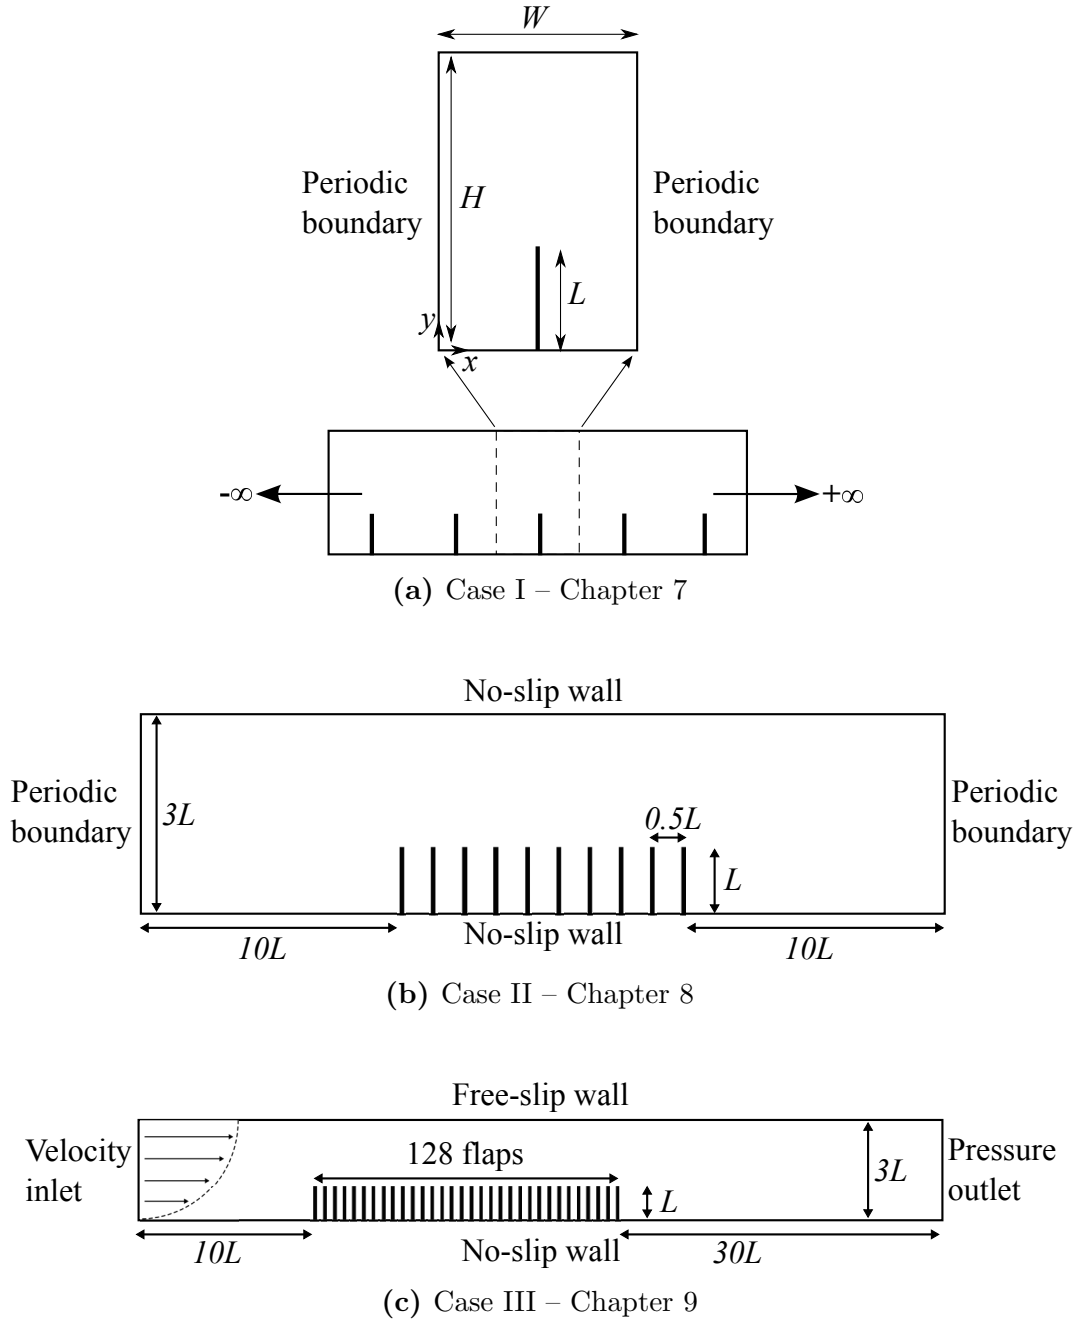 W
Periodic
boundary
H
Periodic
boundary
L
y
x
-∞
+∞
(a) Case I – Chapter 7
No-slip wall
Periodic
boundary
3L
0.5L
L
Periodic
boundary
10L
No-slip wall
10L
(b) Case II – Chapter 8
Free-slip wall
Velocity
inlet
128 flaps
L
3L
Pressure
outlet
10L
No-slip wall
30L
(c) Case III – Chapter 9